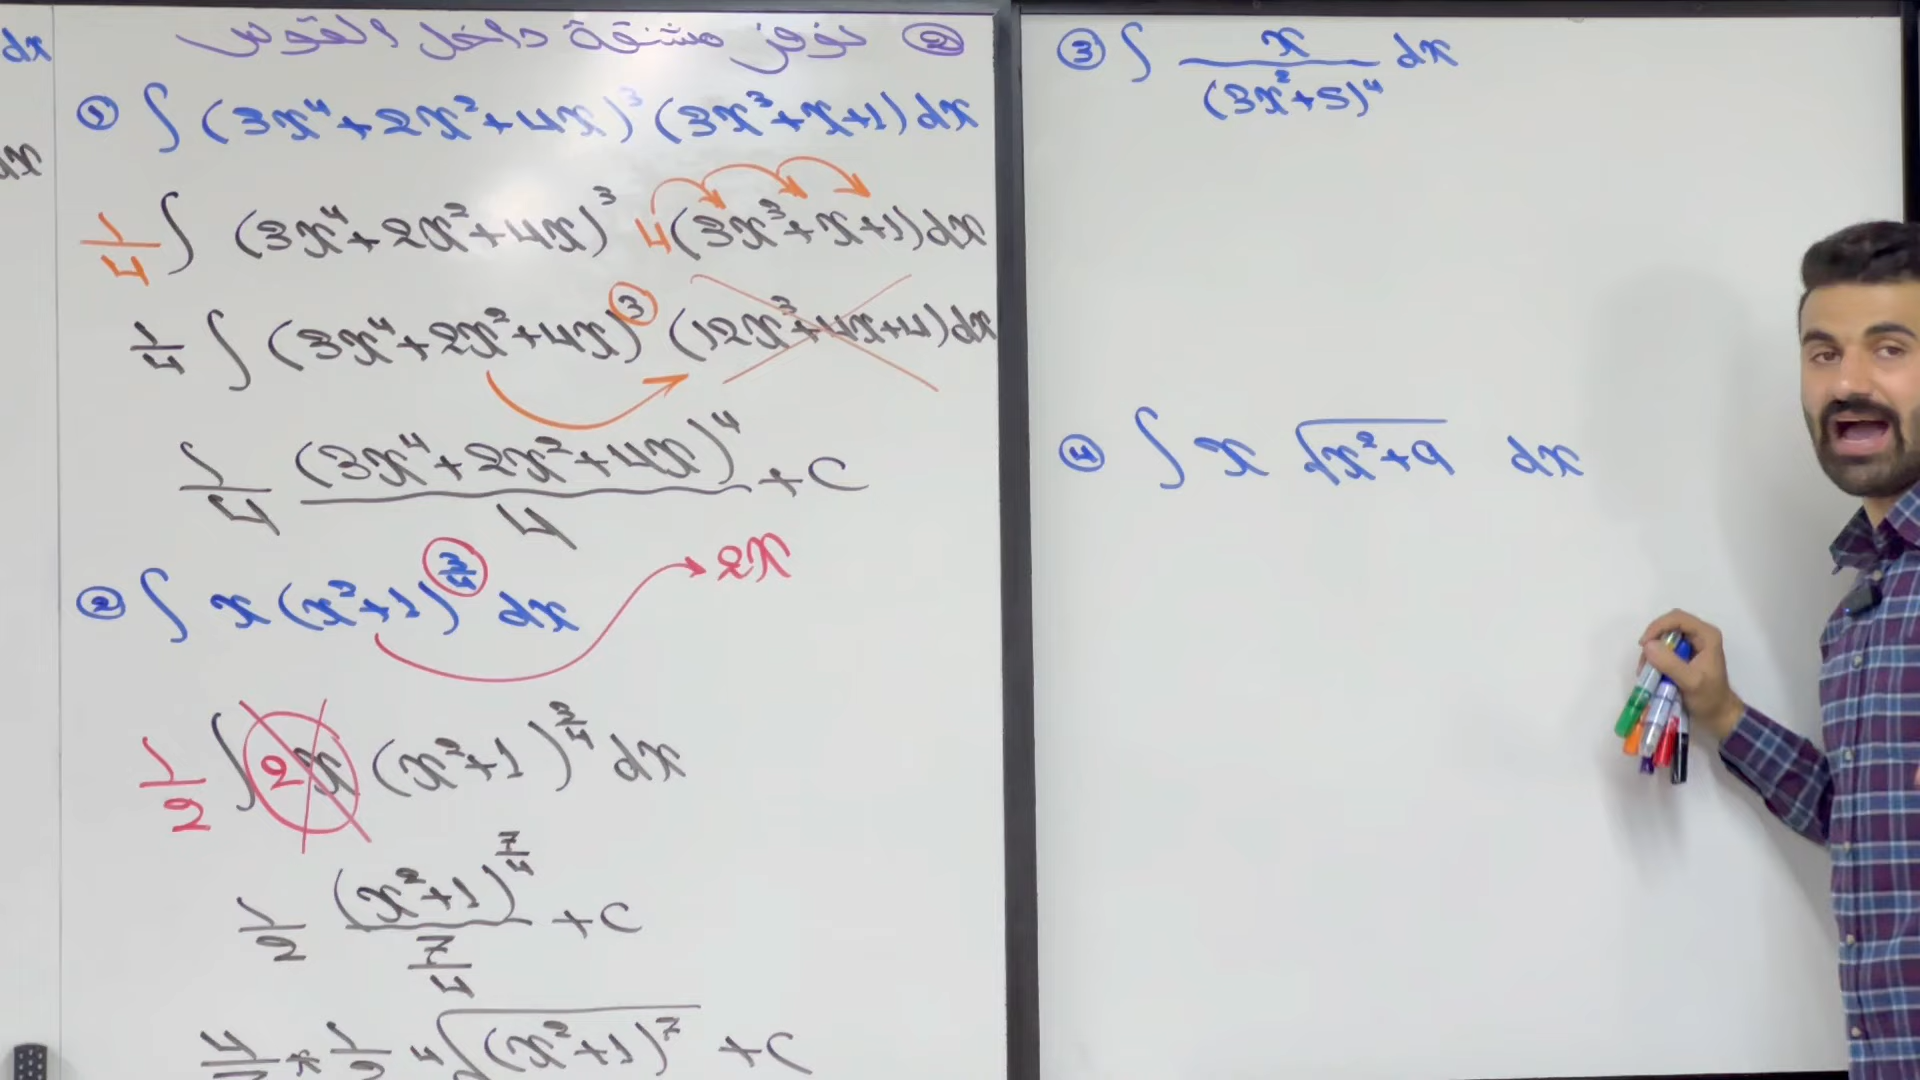 dx
dx
② نوفر مشتقة داخل القوس
① ∫ (3x⁴+2x²+4x)³ (3x³+x+1) dx
1/4 ∫ (3x⁴+2x²+4x)³ 4(3x³+x+1) dx
1/4 ∫ (3x⁴+2x²+4x)³ (12x³+4x+4) dx
1/4 (3x⁴+2x²+4x)⁴/4 + C
② ∫ x (x²+1)^(3/4) dx → 2x
1/2 ∫ 2x (x²+1)^(3/4) dx
1/2 (x²+1)^(7/4)/(7/4) + C
4/7 * 1/2 ⁴√(x²+1)⁷ + C
③ ∫ x/(3x²+5)⁴ dx
④ ∫ x √x²+9 dx